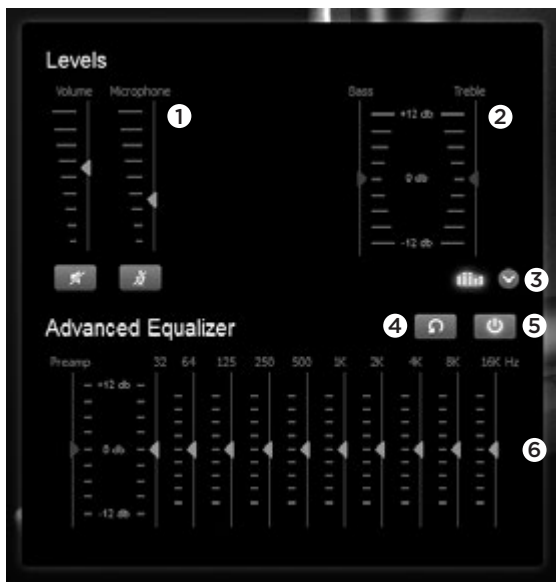 Levels
Volume Microphone Bass Treble
1 2
+12 db
0 db
-12 db
3
Advanced Equalizer 4 5
Preamp 32 64 125 250 500 1K 2K 4K 8K 16K Hz
+12 db
0 db 6
-12 db